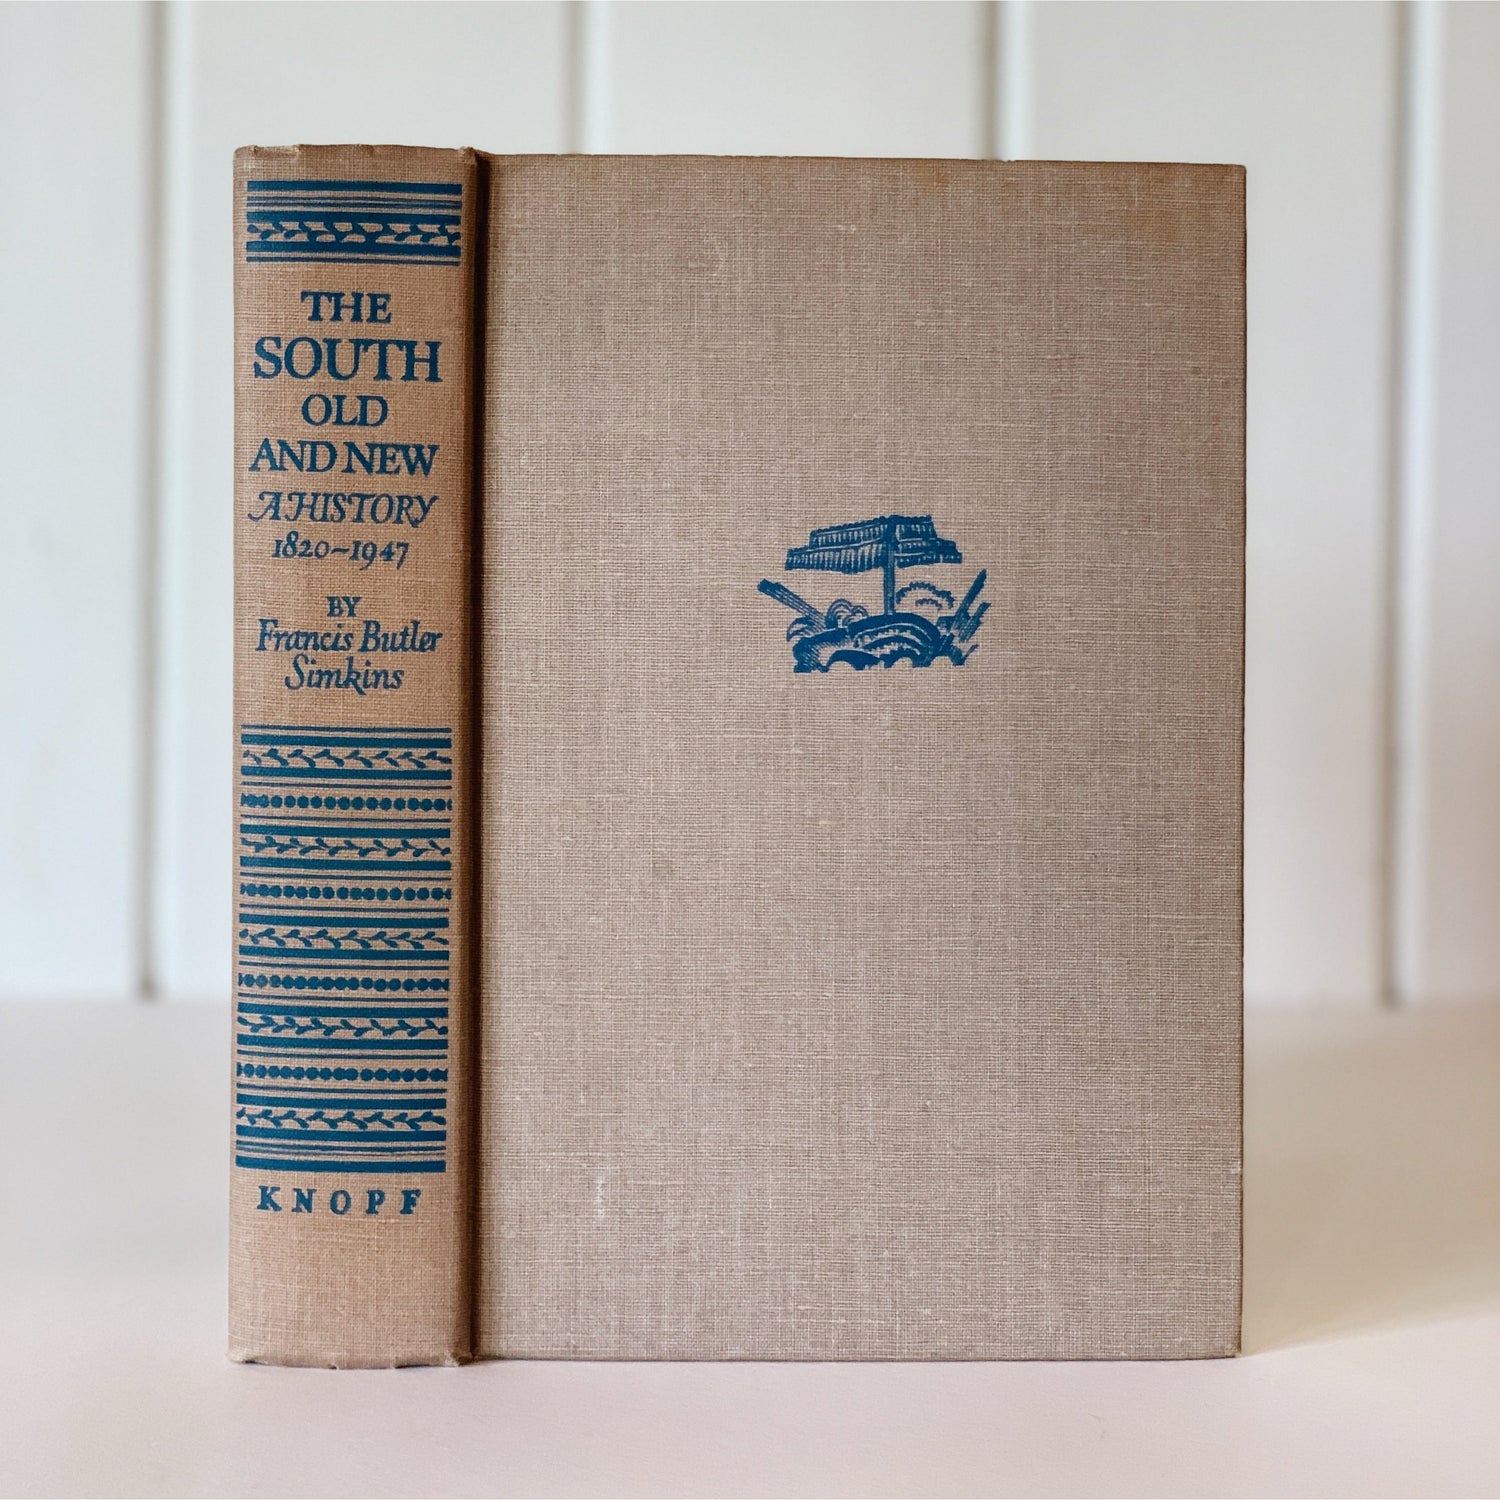 THE
SOUTH
OLD
AND NEW
A HISTORY
1820–1947
BY
Francis Butler
Simkins
KNOPF